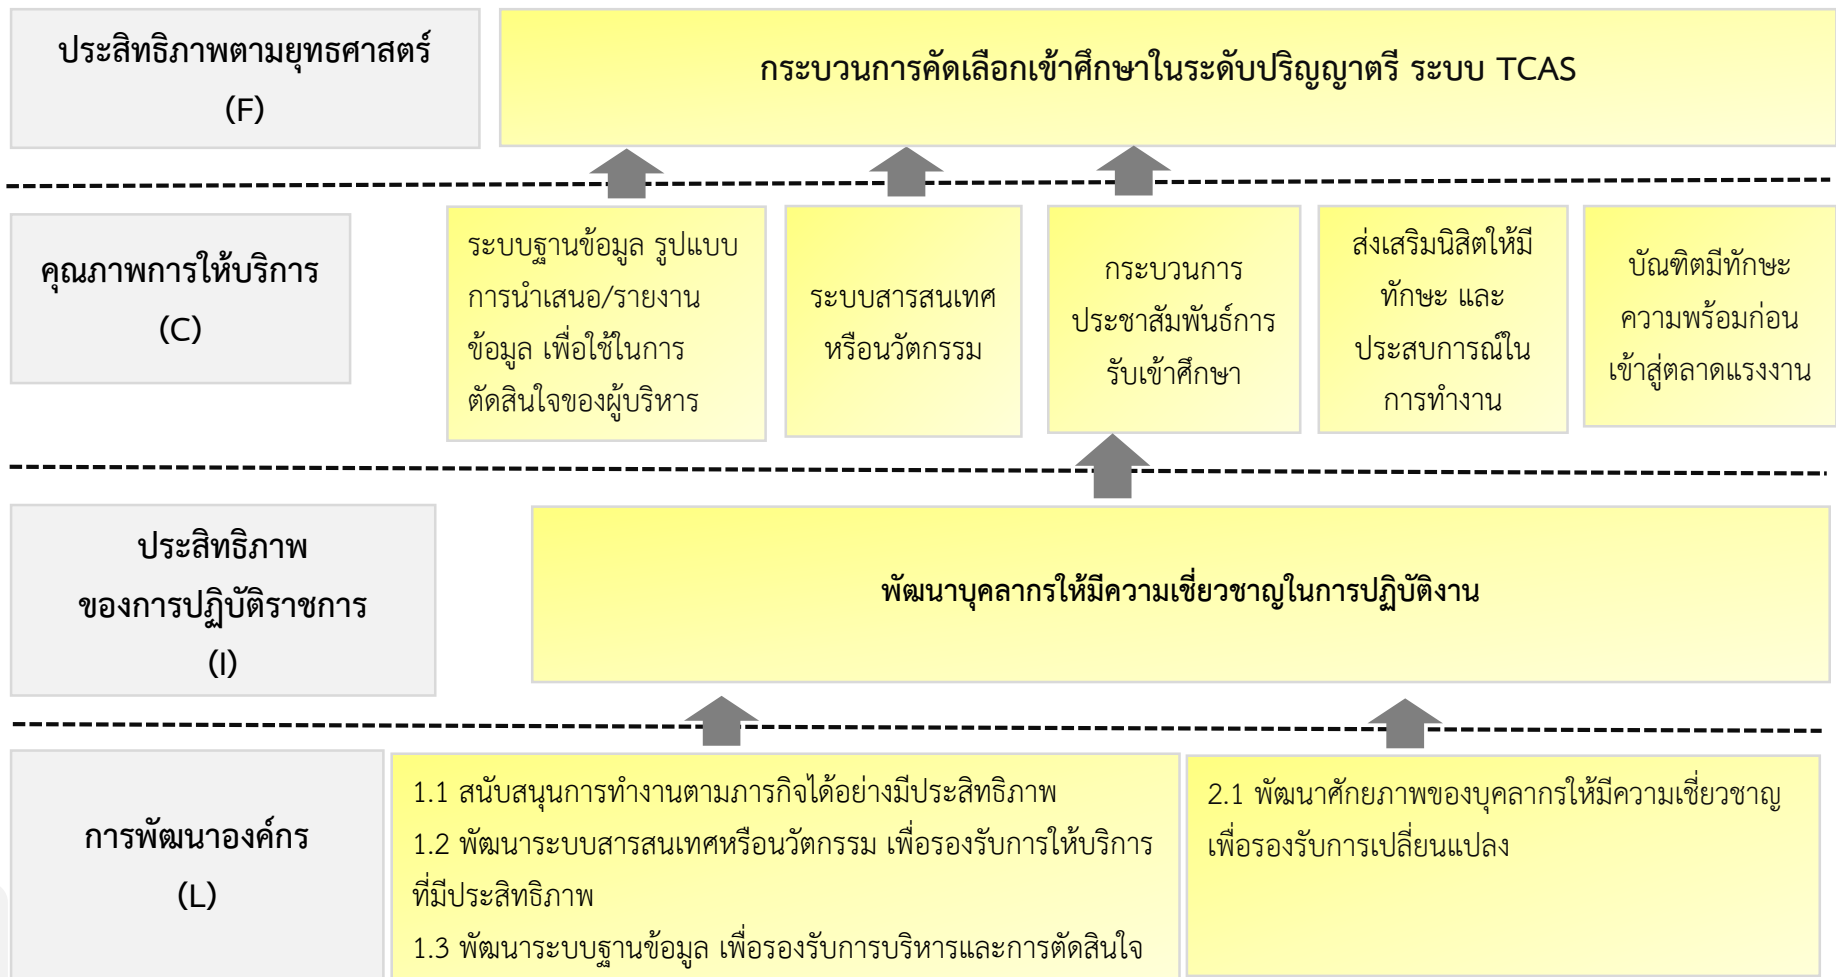 ประสิทธิภาพตามยุทธศาสตร์
(F)
กระบวนการคัดเลือกเข้าศึกษาในระดับปริญญาตรี ระบบ TCAS
คุณภาพการให้บริการ
(C)
ระบบฐานข้อมูล รูปแบบ
การนำเสนอ/รายงาน
ข้อมูล เพื่อใช้ในการ
ตัดสินใจของผู้บริหาร
ระบบสารสนเทศ
หรือนวัตกรรม
กระบวนการ
ประชาสัมพันธ์การ
รับเข้าศึกษา
ส่งเสริมนิสิตให้มี
ทักษะ และ
ประสบการณ์ใน
การทำงาน
บัณฑิตมีทักษะ
ความพร้อมก่อน
เข้าสู่ตลาดแรงงาน
ประสิทธิภาพ
ของการปฏิบัติราชการ
(I)
พัฒนาบุคลากรให้มีความเชี่ยวชาญในการปฏิบัติงาน
การพัฒนาองค์กร
(L)
1.1 สนับสนุนการทำงานตามภารกิจได้อย่างมีประสิทธิภาพ
1.2 พัฒนาระบบสารสนเทศหรือนวัตกรรม เพื่อรองรับการให้บริการ
ที่มีประสิทธิภาพ
1.3 พัฒนาระบบฐานข้อมูล เพื่อรองรับการบริหารและการตัดสินใจ
2.1 พัฒนาศักยภาพของบุคลากรให้มีความเชี่ยวชาญ
เพื่อรองรับการเปลี่ยนแปลง